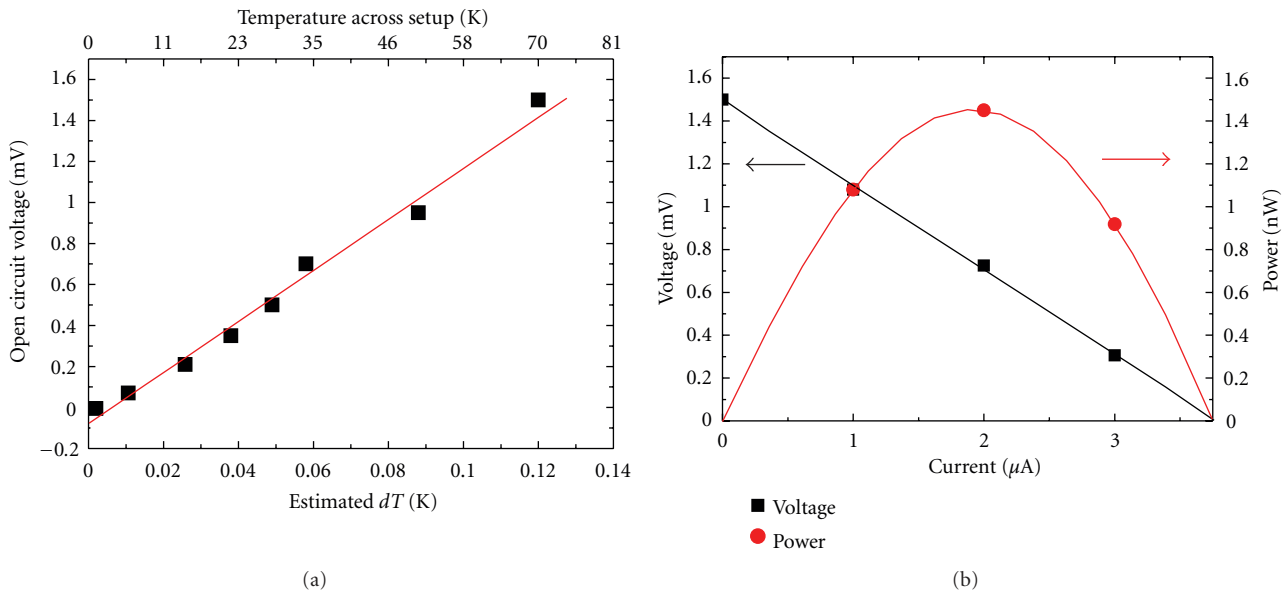 Temperature across setup (K)
0 11 23 35 46 58 70 81
1.6
1.4
1.2
1
0.8
0.6
0.4
0.2
0
−0.2
Open circuit voltage (mV)
0 0.02 0.04 0.06 0.08 0.1 0.12 0.14
Estimated dT (K)
(a)
1.6
1.4
1.2
1
0.8
0.6
0.4
0.2
0
Voltage (mV)
1.6
1.4
1.2
1
0.8
0.6
0.4
0.2
0
Power (nW)
0 1 2 3
Current (μA)
Voltage
Power
(b)